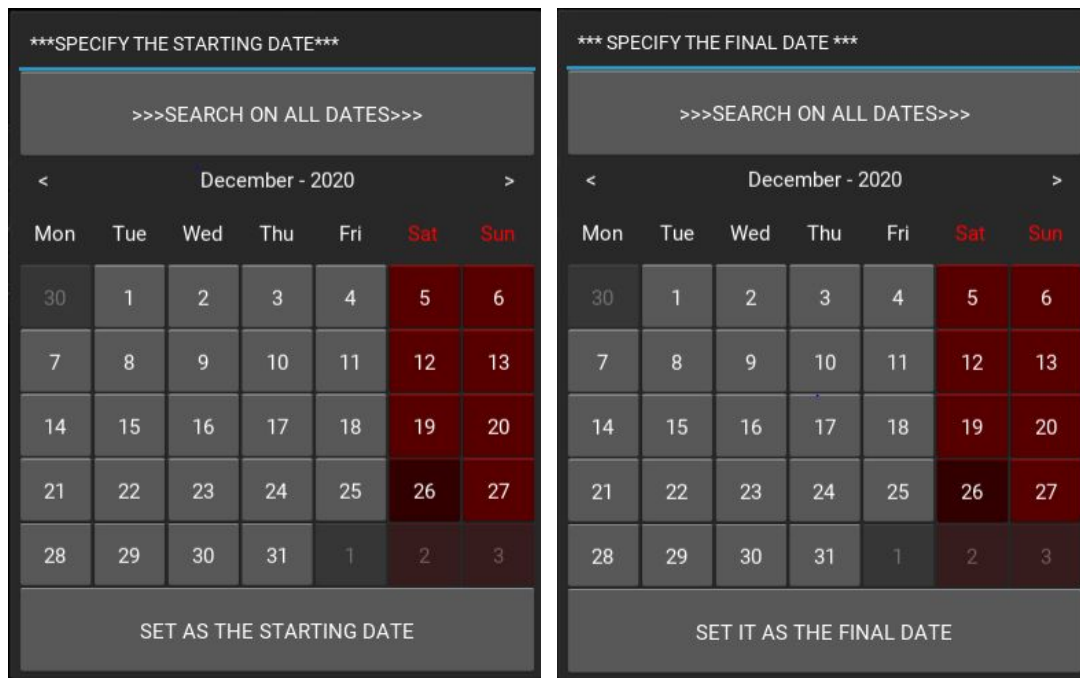 ***SPECIFY THE STARTING DATE***
>>>SEARCH ON ALL DATES>>>
< December - 2020 >
Mon Tue Wed Thu Fri Sat Sun
30 1 2 3 4 5 6
7 8 9 10 11 12 13
14 15 16 17 18 19 20
21 22 23 24 25 26 27
28 29 30 31 1 2 3
SET AS THE STARTING DATE
*** SPECIFY THE FINAL DATE ***
>>>SEARCH ON ALL DATES>>>
< December - 2020 >
Mon Tue Wed Thu Fri Sat Sun
30 1 2 3 4 5 6
7 8 9 10 11 12 13
14 15 16 17 18 19 20
21 22 23 24 25 26 27
28 29 30 31 1 2 3
SET IT AS THE FINAL DATE